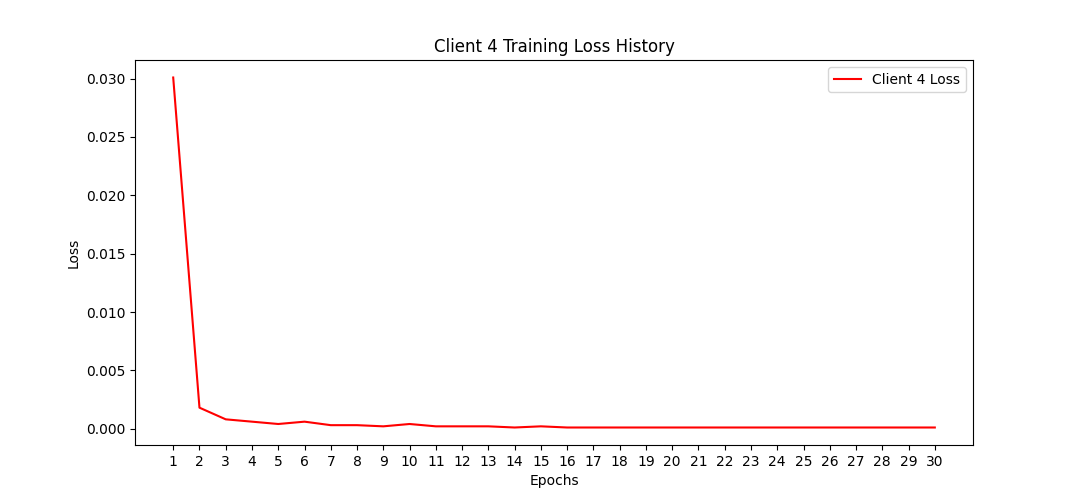 Client 4 Training Loss History
Client 4 Loss
Loss
0.030
0.025
0.020
0.015
0.010
0.005
0.000
1 2 3 4 5 6 7 8 9 10 11 12 13 14 15 16 17 18 19 20 21 22 23 24 25 26 27 28 29 30
Epochs